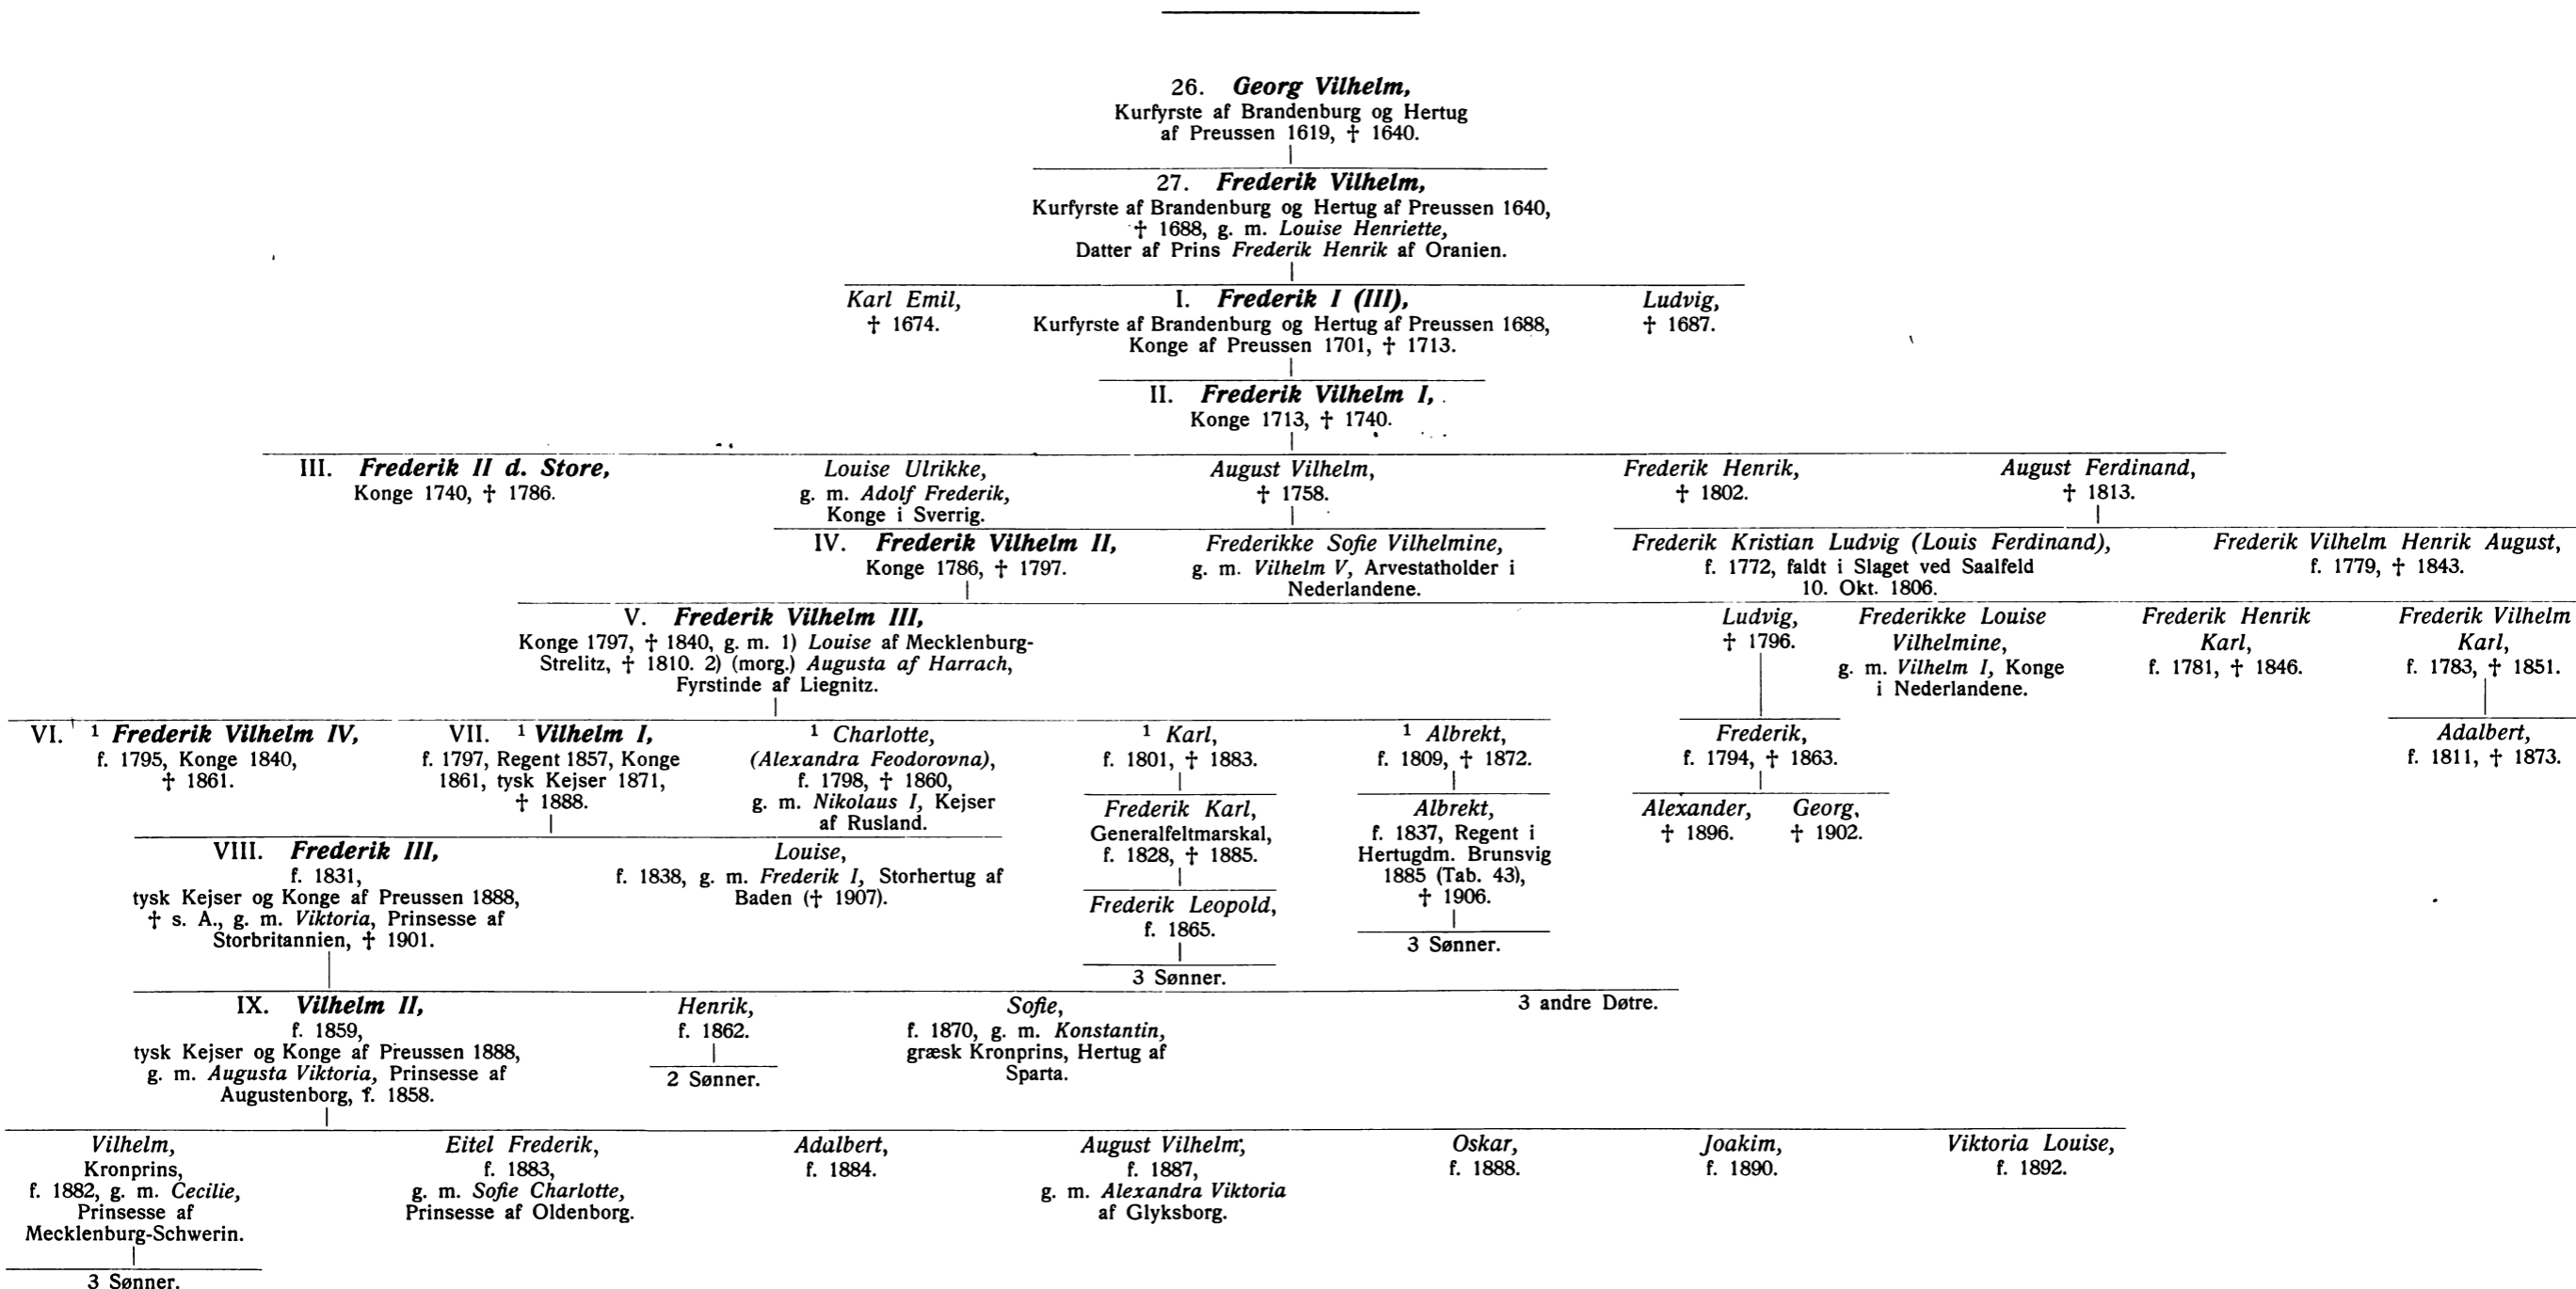 26. Georg Vilhelm,
Kurfyrste af Brandenburg og Hertug
af Preussen 1619, † 1640.
27. Frederik Vilhelm,
Kurfyrste af Brandenburg og Hertug af Preussen 1640,
† 1688, g. m. Louise Henriette,
Datter af Prins Frederik Henrik af Oranien.
Karl Emil,
† 1674.
I. Frederik I (III),
Kurfyrste af Brandenburg og Hertug af Preussen 1688,
Konge af Preussen 1701, † 1713.
Ludvig,
† 1687.
II. Frederik Vilhelm I,
Konge 1713, † 1740.
III. Frederik II d. Store,
Konge 1740, † 1786.
Louise Ulrikke,
g. m. Adolf Frederik,
Konge i Sverrig.
August Vilhelm,
† 1758.
Frederik Henrik,
† 1802.
August Ferdinand,
† 1813.
IV. Frederik Vilhelm II,
Konge 1786, † 1797.
Frederikke Sofie Vilhelmine,
g. m. Vilhelm V, Arvestatholder i
Nederlandene.
Frederik Kristian Ludvig (Louis Ferdinand),
f. 1772, faldt i Slaget ved Saalfeld
10. Okt. 1806.
Frederik Vilhelm Henrik August,
f. 1779, † 1843.
V. Frederik Vilhelm III,
Konge 1797, † 1840, g. m. 1) Louise af Mecklenburg-
Strelitz, † 1810. 2) (morg.) Augusta af Harrach,
Fyrstinde af Liegnitz.
Ludvig,
† 1796.
Frederikke Louise
Vilhelmine,
g. m. Vilhelm I, Konge
i Nederlandene.
Frederik Henrik
Karl,
f. 1781, † 1846.
Frederik Vilhelm
Karl,
f. 1783, † 1851.
VI. ¹ Frederik Vilhelm IV,
f. 1795, Konge 1840,
† 1861.
VII. ¹ Vilhelm I,
f. 1797, Regent 1857, Konge
1861, tysk Kejser 1871,
† 1888.
¹ Charlotte,
(Alexandra Feodorovna),
f. 1798, † 1860,
g. m. Nikolaus I, Kejser
af Rusland.
¹ Karl,
f. 1801, † 1883.
¹ Albrekt,
f. 1809, † 1872.
Frederik,
f. 1794, † 1863.
Adalbert,
f. 1811, † 1873.
Frederik Karl,
Generalfeltmarskal,
f. 1828, † 1885.
Albrekt,
f. 1837, Regent i
Hertugdm. Brunsvig
1885 (Tab. 43),
† 1906.
Alexander,
† 1896.
Georg,
† 1902.
VIII. Frederik III,
f. 1831,
tysk Kejser og Konge af Preussen 1888,
† s. A., g. m. Viktoria, Prinsesse af
Storbritannien, † 1901.
Louise,
f. 1838, g. m. Frederik I, Storhertug af
Baden († 1907).
Frederik Leopold,
f. 1865.
3 Sønner.
3 Sønner.
IX. Vilhelm II,
f. 1859,
tysk Kejser og Konge af Preussen 1888,
g. m. Augusta Viktoria, Prinsesse af
Augustenborg, f. 1858.
Henrik,
f. 1862.
2 Sønner.
Sofie,
f. 1870, g. m. Konstantin,
græsk Kronprins, Hertug af
Sparta.
3 andre Døtre.
Vilhelm,
Kronprins,
f. 1882, g. m. Cecilie,
Prinsesse af
Mecklenburg-Schwerin.
3 Sønner.
Eitel Frederik,
f. 1883,
g. m. Sofie Charlotte,
Prinsesse af Oldenborg.
Adalbert,
f. 1884.
August Vilhelm,
f. 1887,
g. m. Alexandra Viktoria
af Glyksborg.
Oskar,
f. 1888.
Joakim,
f. 1890.
Viktoria Louise,
f. 1892.